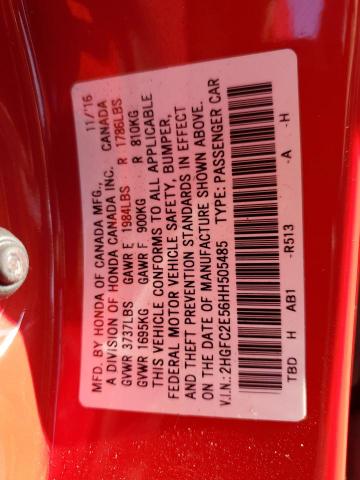 MFD. BY HONDA OF CANADA MFG., 11/'16
A DIVISION OF HONDA CANADA INC. CANADA
GVWR 3737LBS GAWR E 1984LBS R 1786LBS
GVWR 1695KG GAWR F 900KG R 810KG
THIS VEHICLE CONFORMS TO ALL APPLICABLE
FEDERAL MOTOR VEHICLE SAFETY, BUMPER,
AND THEFT PREVENTION STANDARDS IN EFFECT
ON THE DATE OF MANUFACTURE SHOWN ABOVE.
V.I.N.: 2HGFC2E56HH505485 TYPE: PASSENGER CAR
TBD H AB1 -R513 -A -H